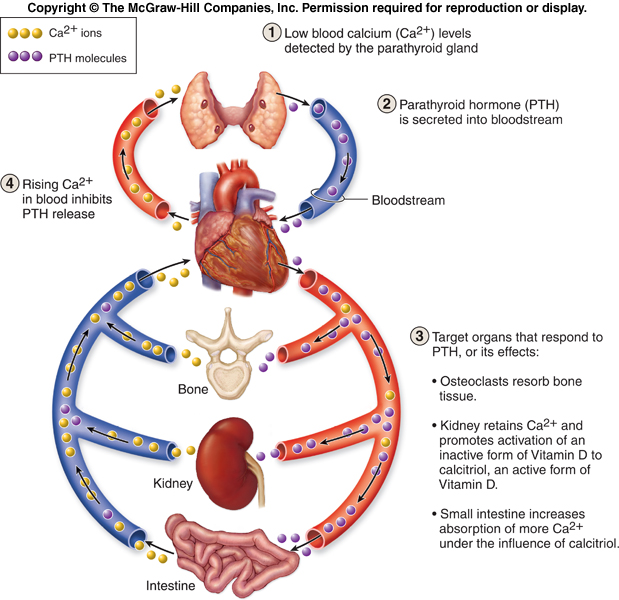 Copyright © The McGraw-Hill Companies, Inc. Permission required for reproduction or display.
Ca2+ ions
PTH molecules
1 Low blood calcium (Ca2+) levels
detected by the parathyroid gland
2 Parathyroid hormone (PTH)
is secreted into bloodstream
4 Rising Ca2+
in blood inhibits
PTH release
Bloodstream
3 Target organs that respond to
PTH, or its effects:
• Osteoclasts resorb bone
tissue.
• Kidney retains Ca2+ and
promotes activation of an
inactive form of Vitamin D to
calcitriol, an active form of
Vitamin D.
• Small intestine increases
absorption of more Ca2+
under the influence of calcitriol.
Bone
Kidney
Intestine